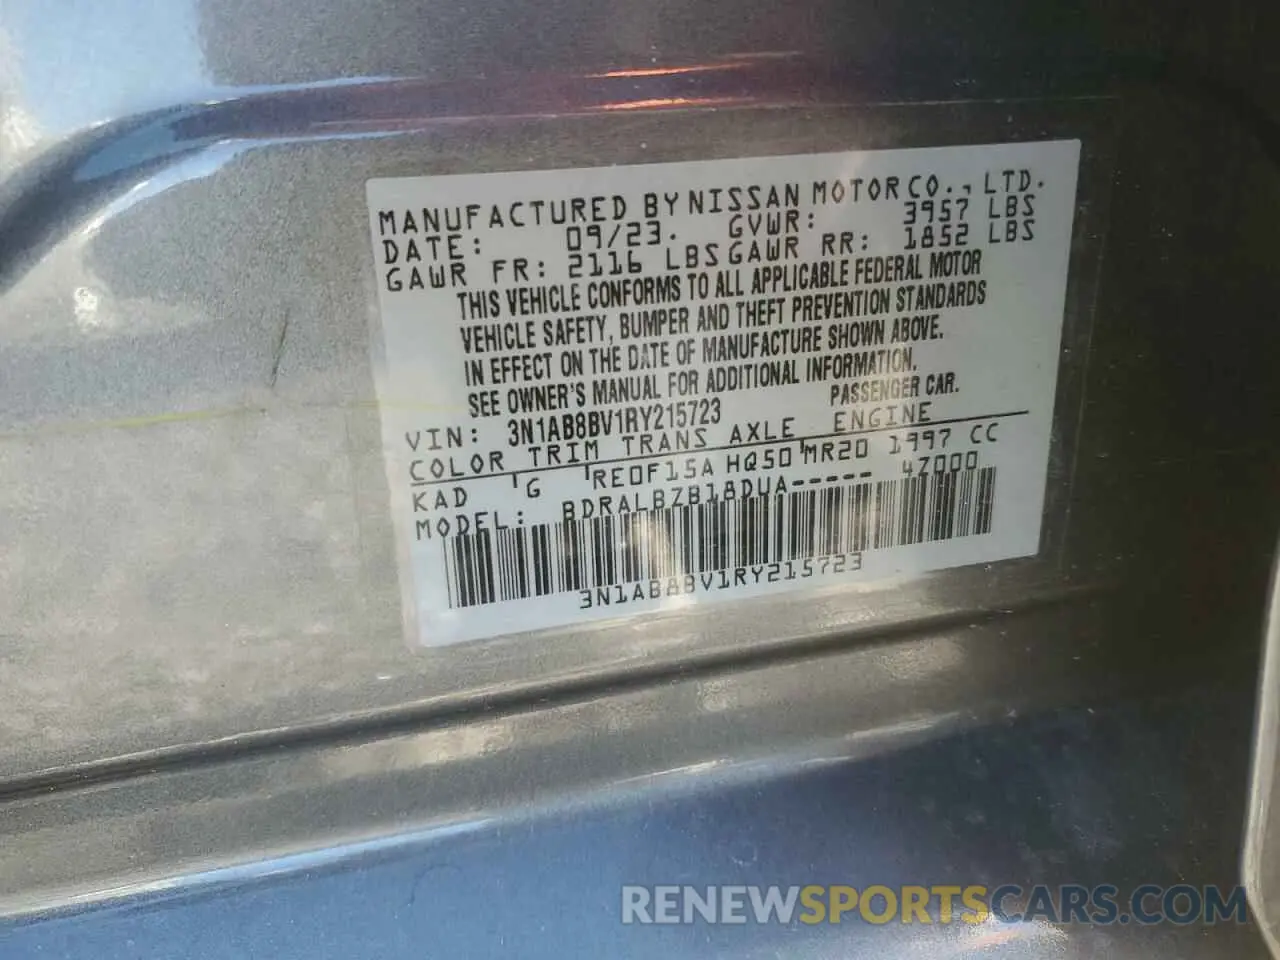 MANUFACTURED BY NISSAN MOTOR CO., LTD.
DATE: 09/23. GVWR: 3957 LBS
GAWR FR: 2116 LBS GAWR RR: 1852 LBS
THIS VEHICLE CONFORMS TO ALL APPLICABLE FEDERAL MOTOR
VEHICLE SAFETY, BUMPER AND THEFT PREVENTION STANDARDS
IN EFFECT ON THE DATE OF MANUFACTURE SHOWN ABOVE.
SEE OWNER'S MANUAL FOR ADDITIONAL INFORMATION.
VIN: 3N1AB8BV1RY215723 PASSENGER CAR.
COLOR TRIM TRANS AXLE ENGINE
KAD G RE0F15A HQ50 MR20 1997 CC
MODEL: BDRALBZB18DUA----- 47000
3N1AB8BV1RY215723
RENEWSPORTSCARS.COM